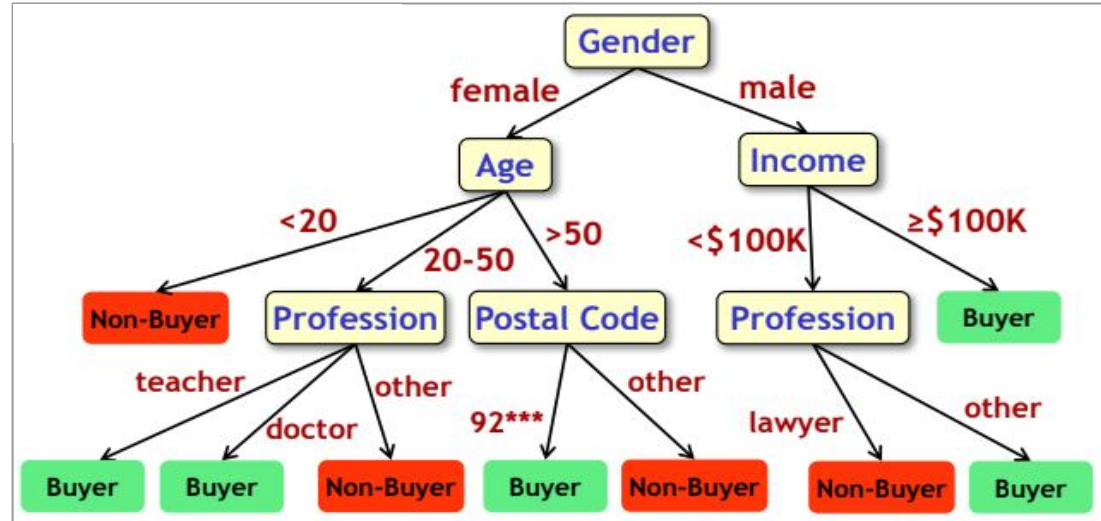 Gender
female
male
Age
Income
<20
20-50
>50
<$100K
≥$100K
Non-Buyer
Profession
Postal Code
Profession
Buyer
teacher
doctor
other
92***
other
lawyer
other
Buyer
Buyer
Non-Buyer
Buyer
Non-Buyer
Non-Buyer
Buyer